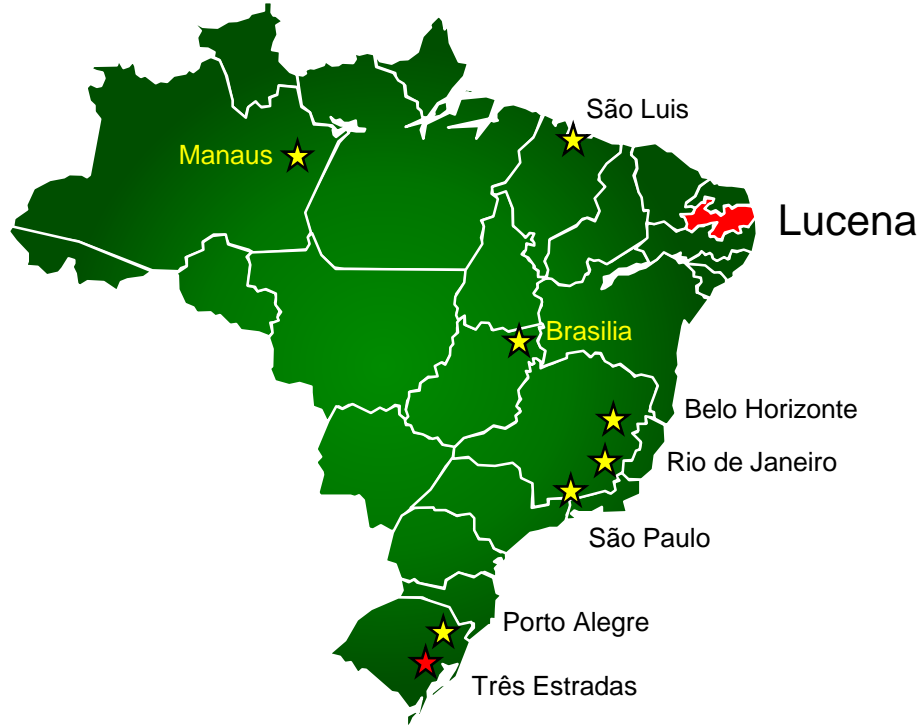 São Luis
Manaus
Lucena
Brasilia
Belo Horizonte
Rio de Janeiro
São Paulo
Porto Alegre
Três Estradas